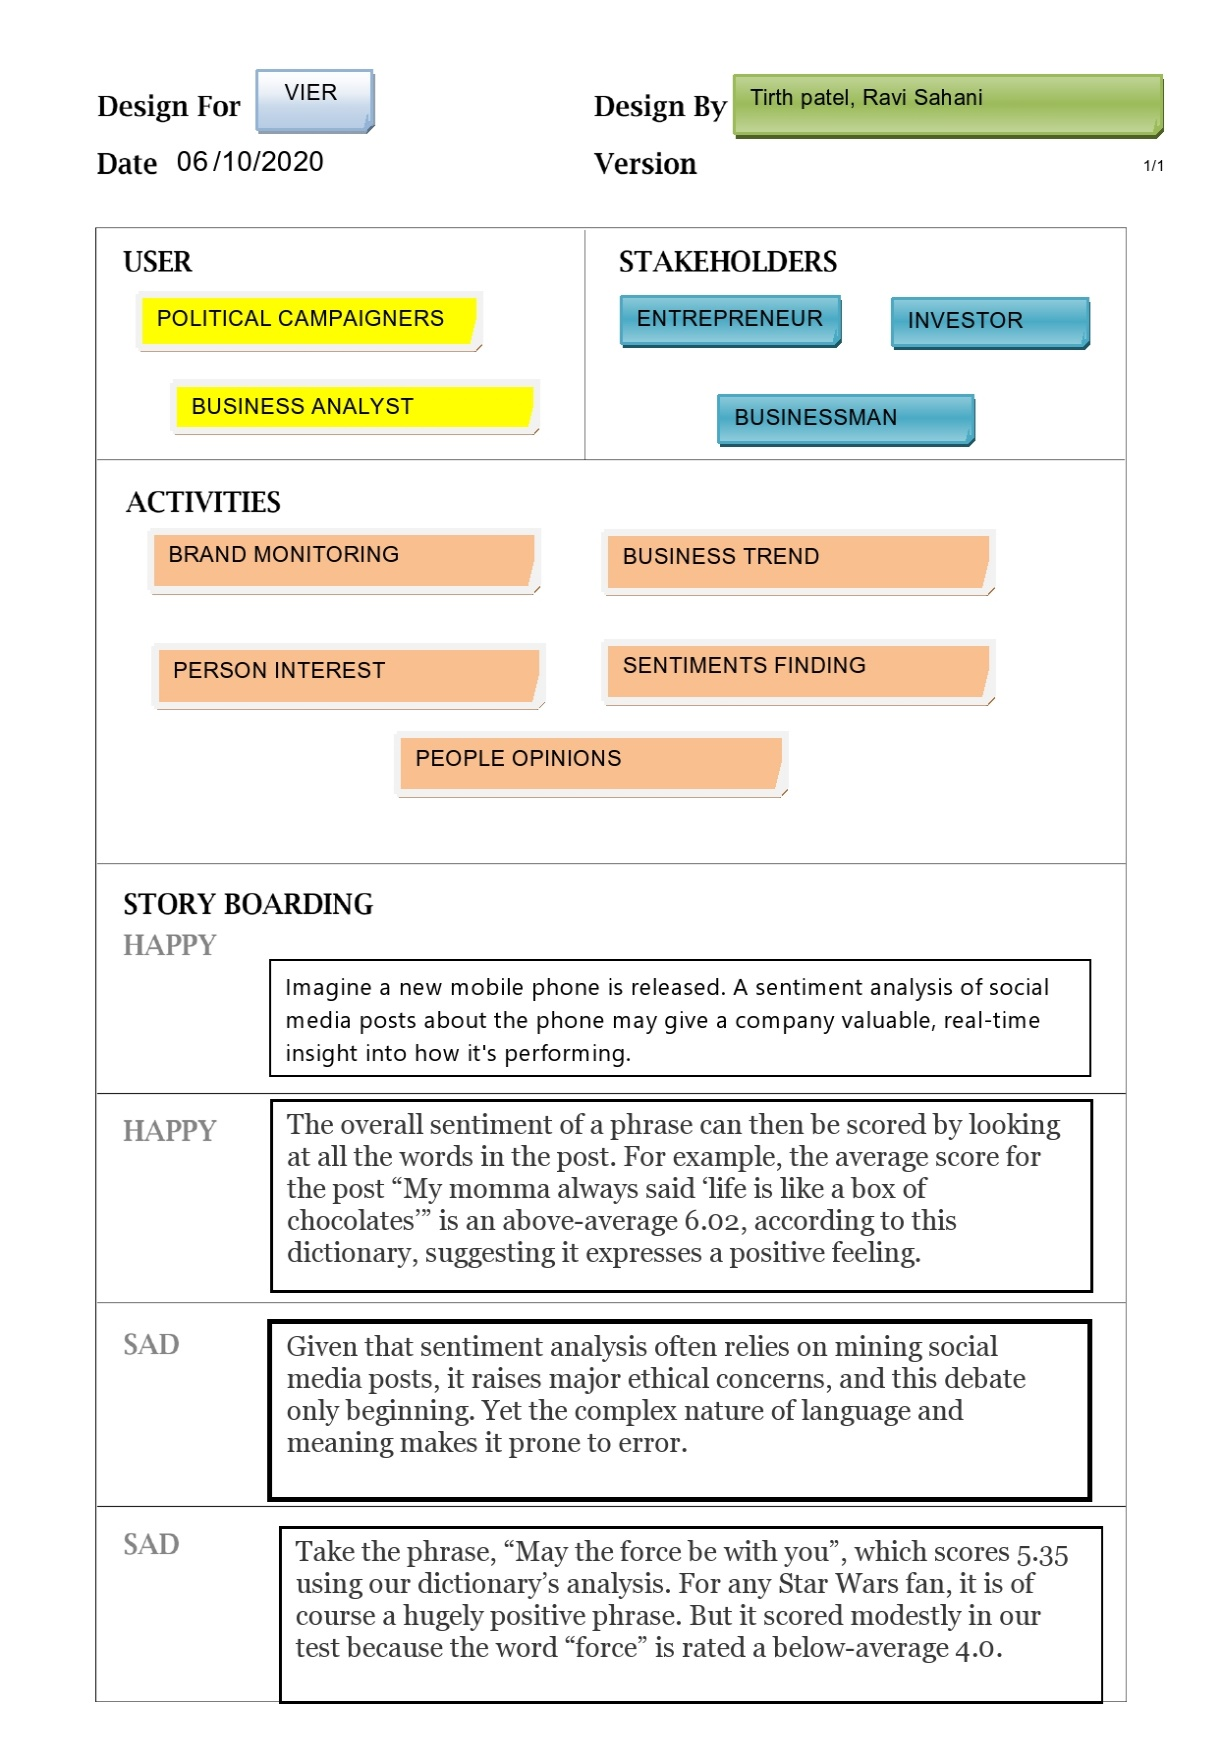 Design For VIER Design By Tirth patel, Ravi Sahani
Date 06/10/2020 Version 1/1
USER
POLITICAL CAMPAIGNERS
BUSINESS ANALYST
STAKEHOLDERS
ENTREPRENEUR INVESTOR
BUSINESSMAN
ACTIVITIES
BRAND MONITORING BUSINESS TREND
PERSON INTEREST SENTIMENTS FINDING
PEOPLE OPINIONS
STORY BOARDING
HAPPY
Imagine a new mobile phone is released. A sentiment analysis of social
media posts about the phone may give a company valuable, real-time
insight into how it's performing.
HAPPY
The overall sentiment of a phrase can then be scored by looking
at all the words in the post. For example, the average score for
the post “My momma always said ‘life is like a box of
chocolates’” is an above-average 6.02, according to this
dictionary, suggesting it expresses a positive feeling.
SAD
Given that sentiment analysis often relies on mining social
media posts, it raises major ethical concerns, and this debate
only beginning. Yet the complex nature of language and
meaning makes it prone to error.
SAD
Take the phrase, “May the force be with you”, which scores 5.35
using our dictionary’s analysis. For any Star Wars fan, it is of
course a hugely positive phrase. But it scored modestly in our
test because the word “force” is rated a below-average 4.0.